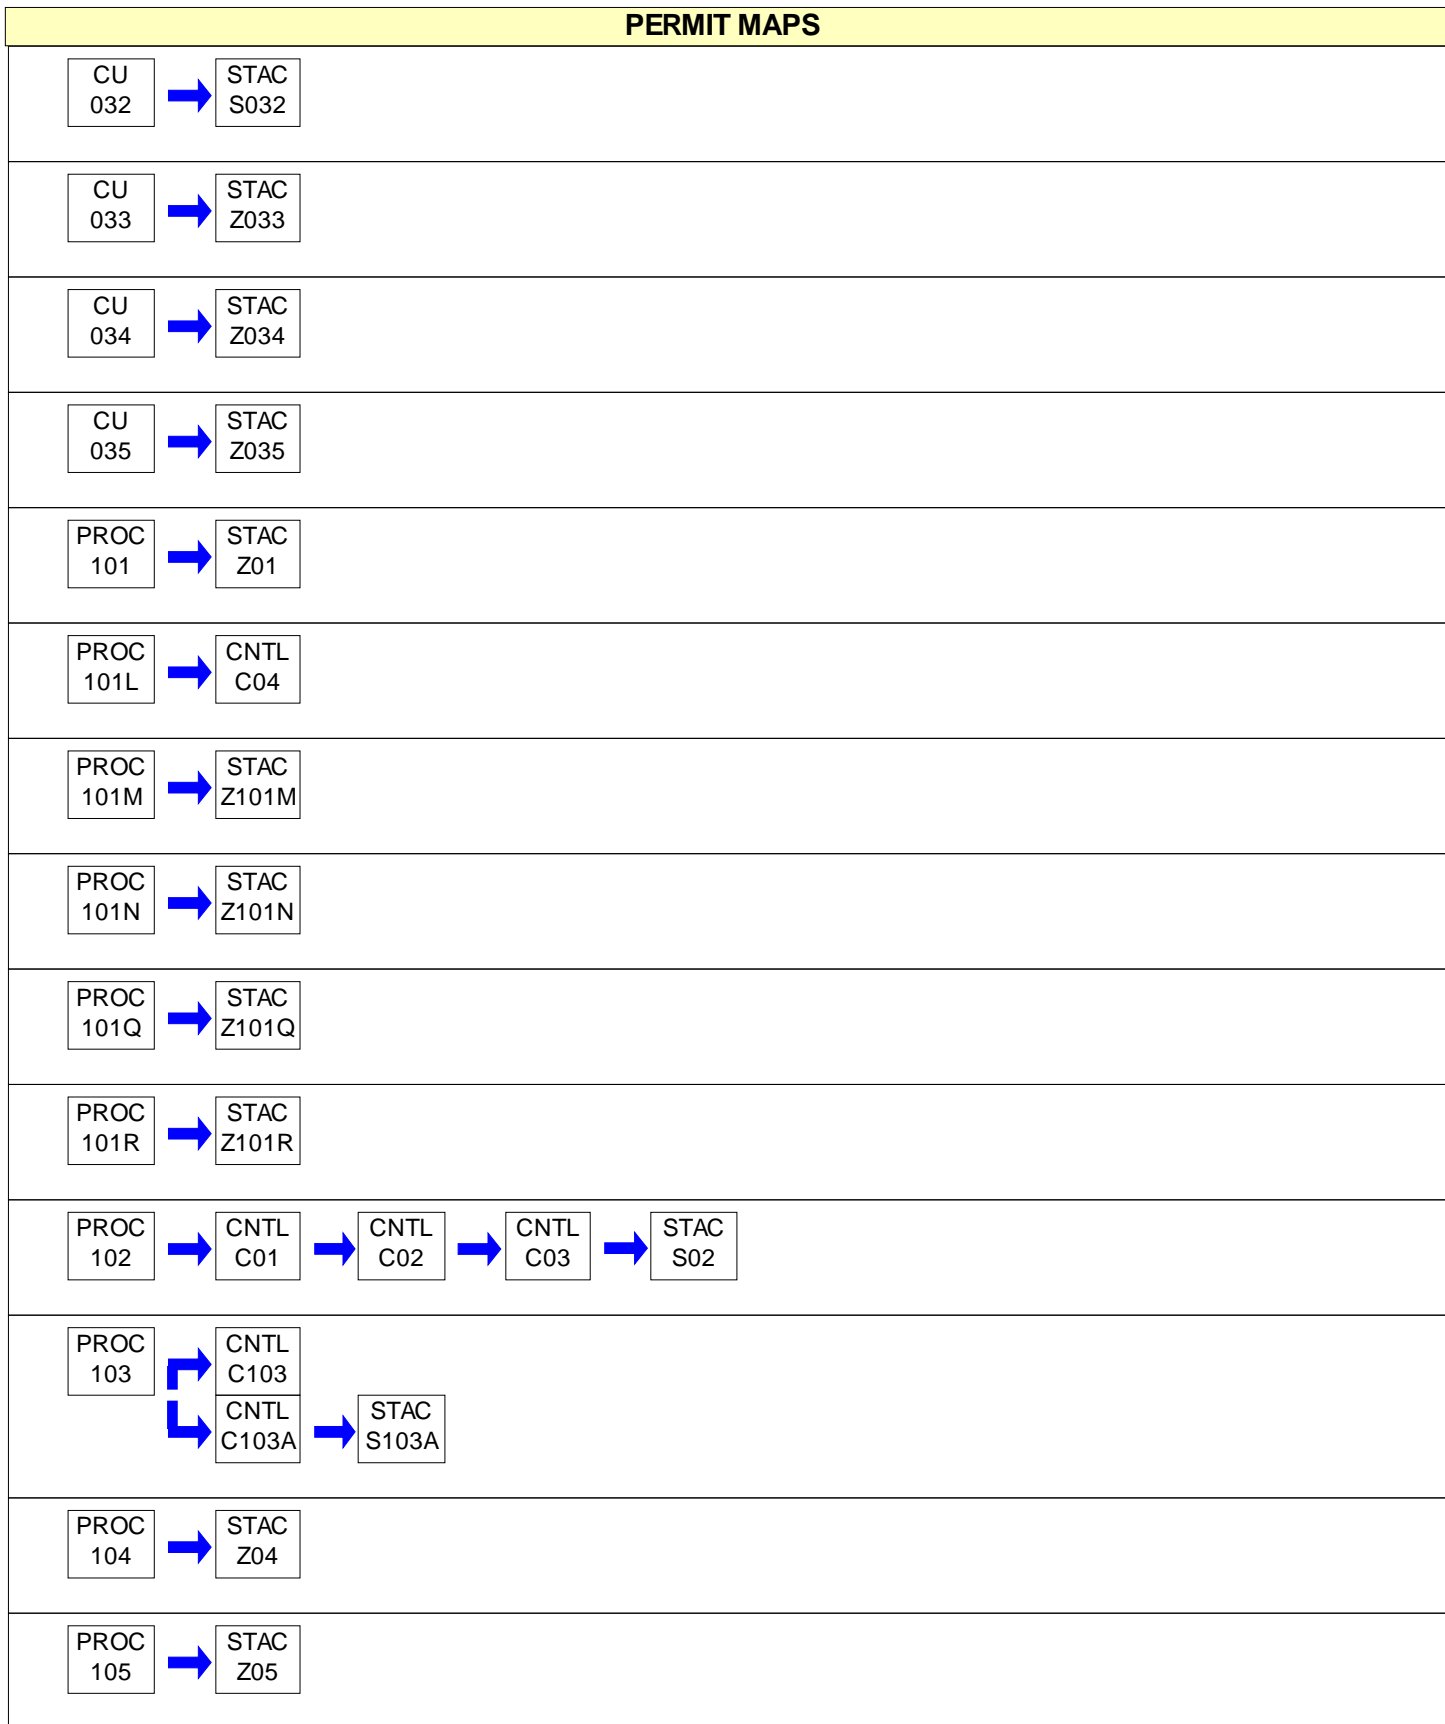 PERMIT MAPS
CU STAC
032 S032
CU STAC
033 Z033
CU STAC
034 Z034
CU STAC
035 Z035
PROC STAC
101 Z01
PROC CNTL
101L C04
PROC STAC
101M Z101M
PROC STAC
101N Z101N
PROC STAC
101Q Z101Q
PROC STAC
101R Z101R
PROC CNTL CNTL CNTL STAC
102 C01 C02 C03 S02
PROC CNTL
103 C103
CNTL STAC
C103A S103A
PROC STAC
104 Z04
PROC STAC
105 Z05